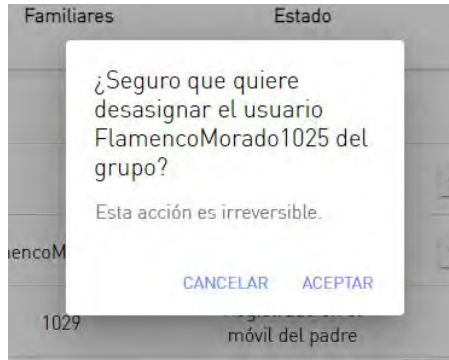 Familiares Estado
¿Seguro que quiere
desasignar el usuario
FlamencoMorado1025 del
grupo?
Esta acción es irreversible.
CANCELAR ACEPTAR
1029
móvil del padre